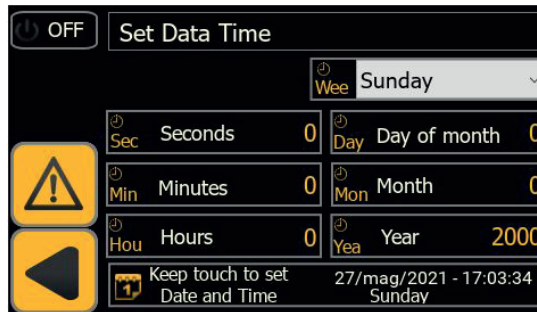 OFF
Set Data Time
Wee Sunday
Sec Seconds 0
Day Day of month 0
Min Minutes 0
Mon Month 0
Hou Hours 0
Yea Year 2000
Keep touch to set
Date and Time
27/mag/2021 - 17:03:34
Sunday